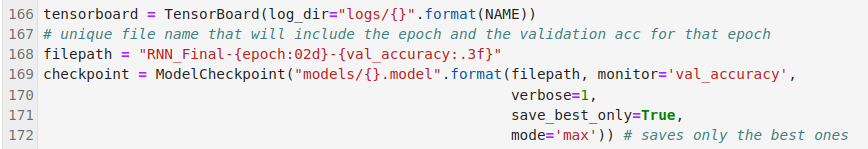 166 tensorboard = TensorBoard(log_dir="logs/{}".format(NAME))
167 # unique file name that will include the epoch and the validation acc for that epoch
168 filepath = "RNN_Final-{epoch:02d}-{val_accuracy:.3f}"
169 checkpoint = ModelCheckpoint("models/{}.model".format(filepath, monitor='val_accuracy',
170                                                       verbose=1,
171                                                       save_best_only=True,
172                                                       mode='max')) # saves only the best ones